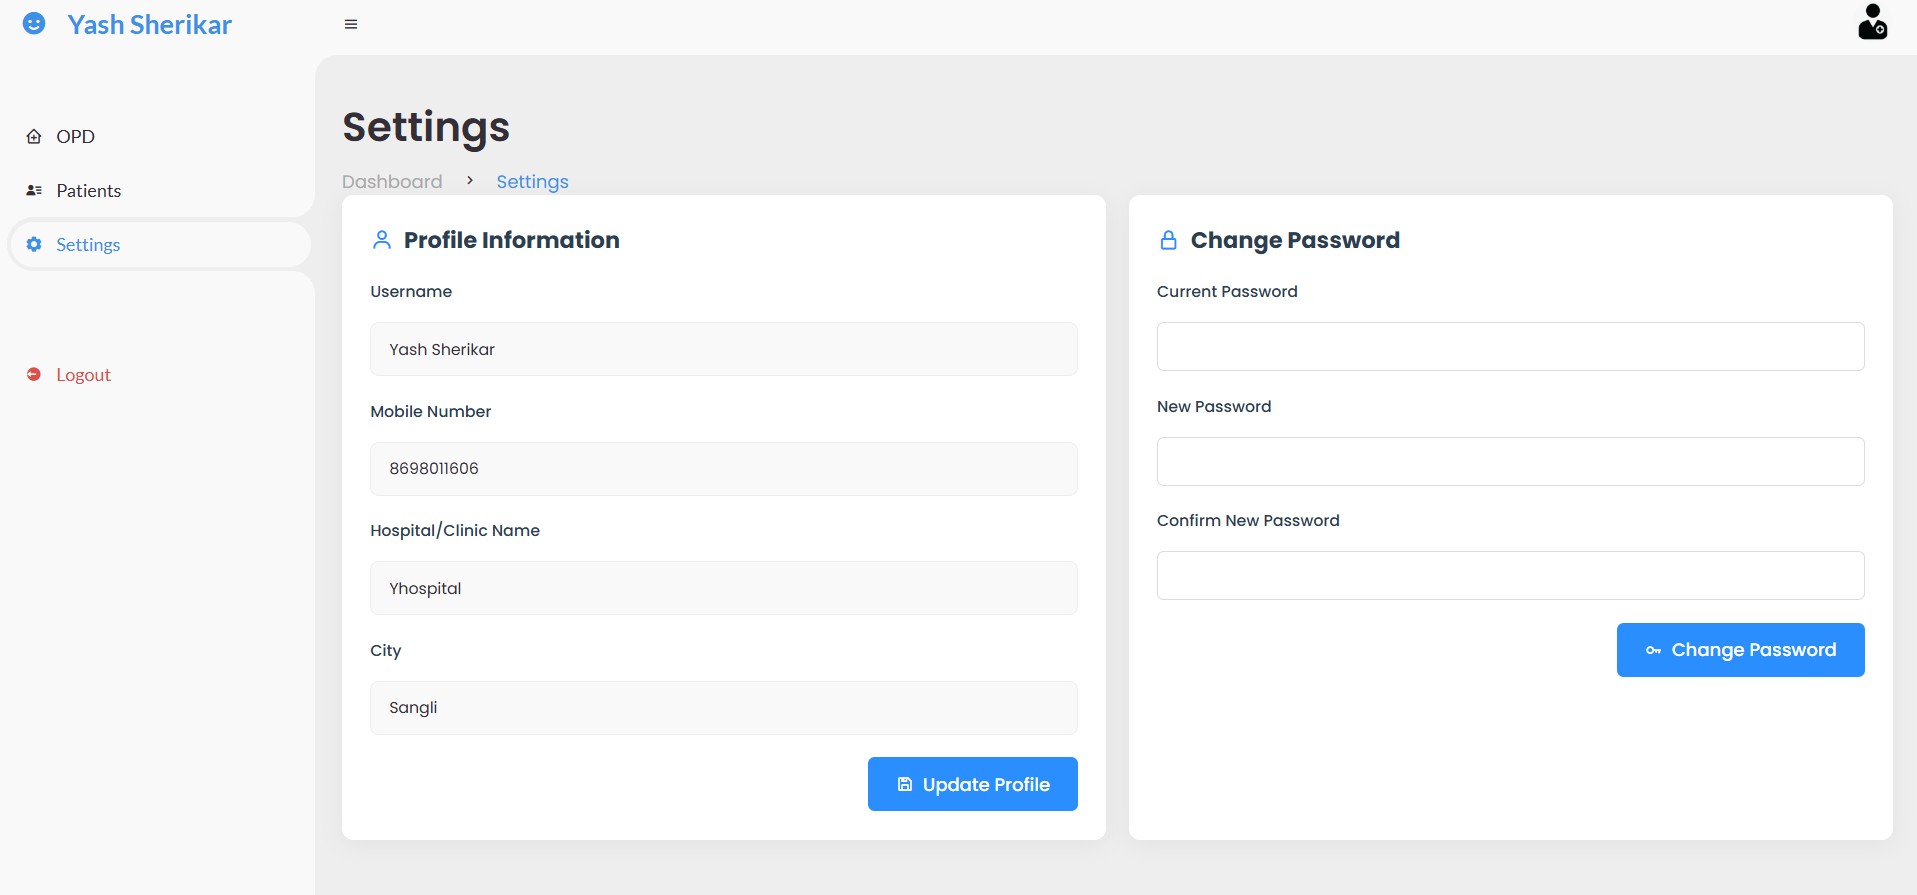 Yash Sherikar
OPD
Patients
Settings
Logout
Settings
Dashboard > Settings
Profile Information
Username
Yash Sherikar
Mobile Number
8698011606
Hospital/Clinic Name
Yhospital
City
Sangli
Update Profile
Change Password
Current Password
New Password
Confirm New Password
Change Password